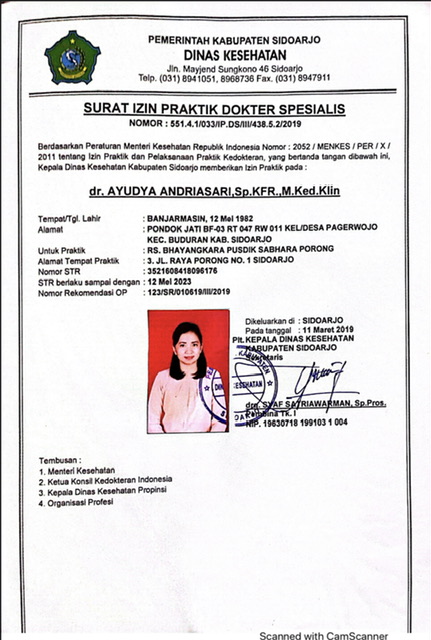 PEMERINTAH KABUPATEN SIDOARJO
DINAS KESEHATAN
Jln. Mayjend Sungkono 46 Sidoarjo
Telp. (031) 8941051, 8968736 Fax. (031) 8947911
SURAT IZIN PRAKTIK DOKTER SPESIALIS
NOMOR : 551.4.1/033/IP.DS/III/438.5.2/2019
Berdasarkan Peraturan Menteri Kesehatan Republik Indonesia Nomor : 2052 / MENKES / PER / X /
2011 tentang Izin Praktik dan Pelaksanaan Praktik Kedokteran, yang bertanda tangan dibawah ini,
Kepala Dinas Kesehatan Kabupaten Sidoarjo memberikan Izin Praktik pada :
dr. AYUDYA ANDRIASARI,Sp.KFR.,M.Ked.Klin
Tempat/Tgl. Lahir : BANJARMASIN, 12 Mei 1982
Alamat : PONDOK JATI BF-03 RT 047 RW 011 KEL/DESA PAGERWOJO
KEC. BUDURAN KAB. SIDOARJO
Untuk Praktik : RS. BHAYANGKARA PUSDIK SABHARA PORONG
Alamat Tempat Praktik : 3. JL. RAYA PORONG NO. 1 SIDOARJO
Nomor STR : 3521608418096176
STR berlaku sampai dengan : 12 Mei 2023
Nomor Rekomendasi OP : 123/SR/010619/III/2019
Dikeluarkan di : SIDOARJO
Pada tanggal : 11 Maret 2019
Plt. KEPALA DINAS KESEHATAN
KABUPATEN SIDOARJO
Sekretaris
DINAS KESEHATAN
drg. SYAF SATRIAWARMAN, Sp.Pros.
Pembina Tk. I
NIP. 19630718 199103 1 004
Tembusan :
1. Menteri Kesehatan
2. Ketua Konsil Kedokteran Indonesia
3. Kepala Dinas Kesehatan Propinsi
4. Organisasi Profesi
Scanned with CamScanner